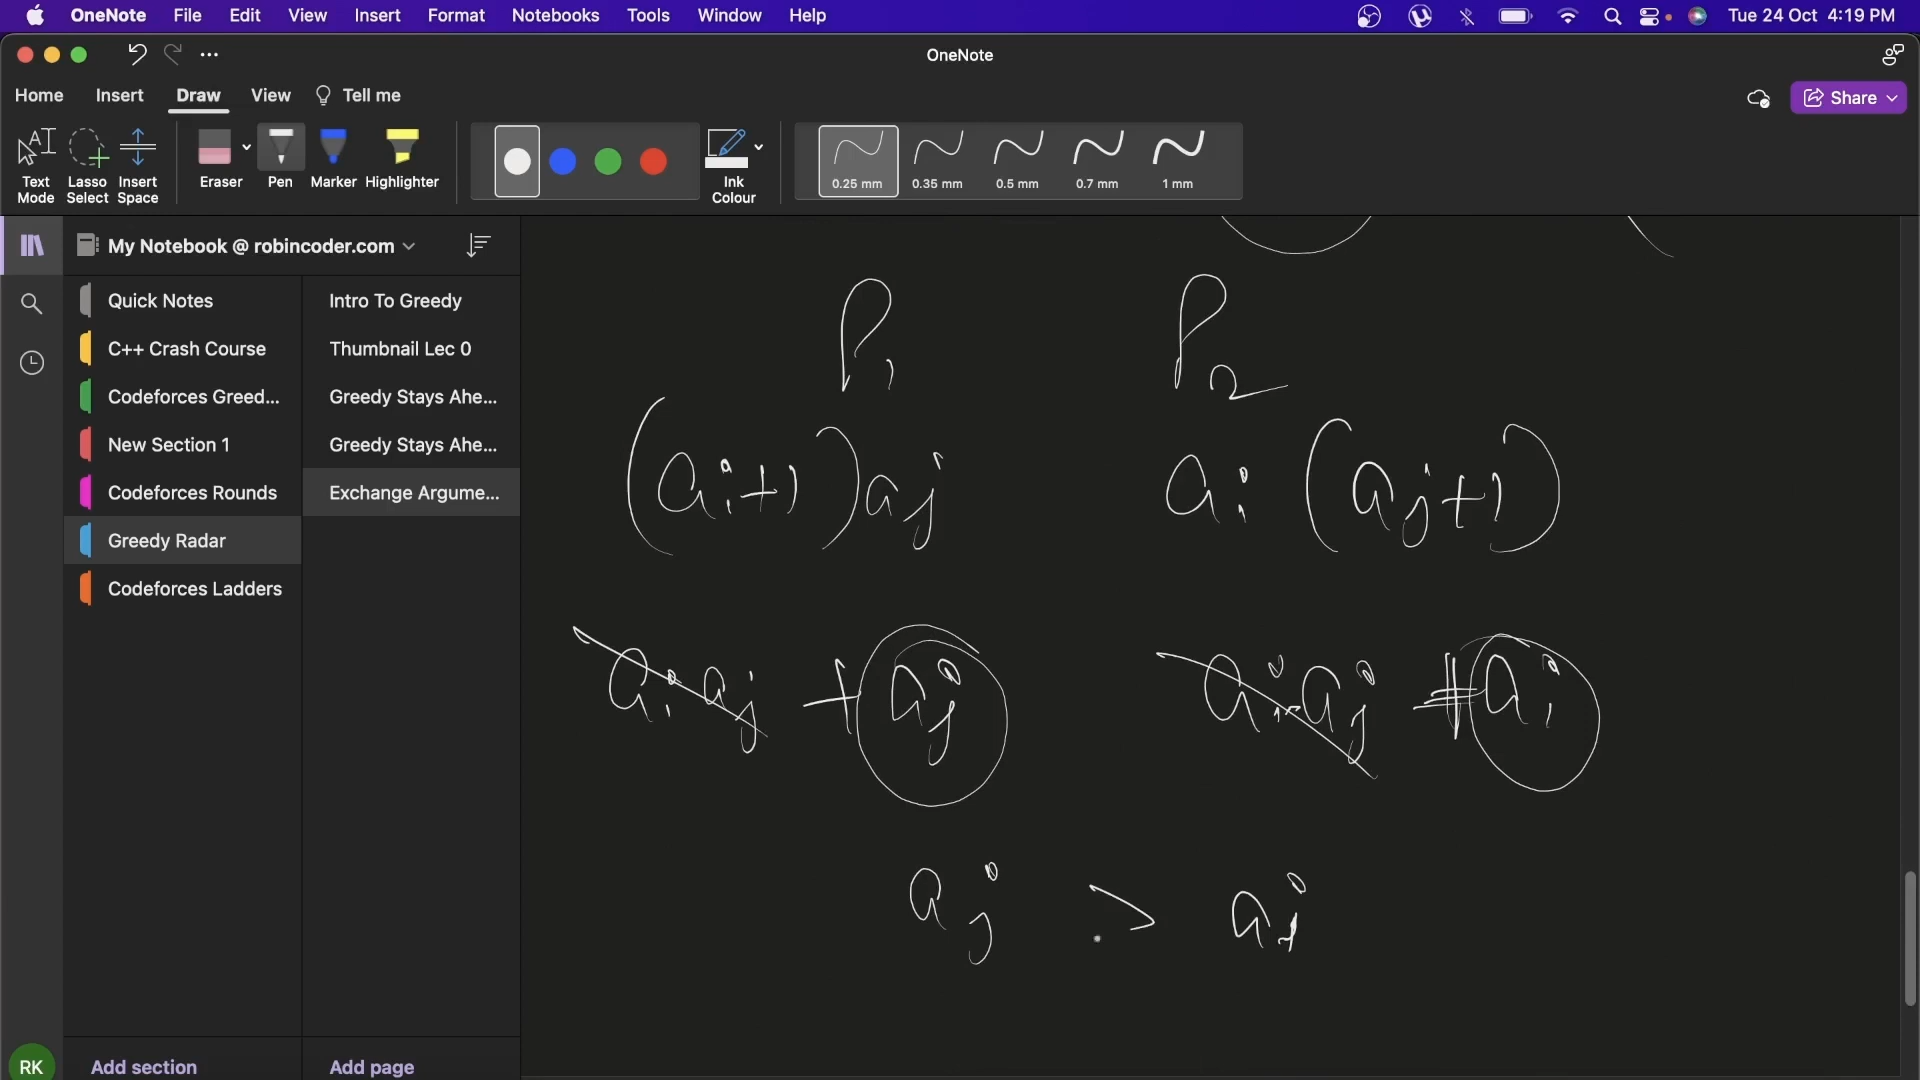 OneNote File Edit View Insert Format Notebooks Tools Window Help Tue 24 Oct 4:19 PM
OneNote
Home Insert Draw View Tell me Share
Text Mode Lasso Select Insert Space Eraser Pen Marker Highlighter Ink Colour 0.25 mm 0.35 mm 0.5 mm 0.7 mm 1 mm
My Notebook @ robincoder.com
Quick Notes
C++ Crash Course
Codeforces Greed...
New Section 1
Codeforces Rounds
Greedy Radar
Codeforces Ladders
Add section
RK
Intro To Greedy
Thumbnail Lec 0
Greedy Stays Ahe...
Greedy Stays Ahe...
Exchange Argume...
Add page
P1 P2
(ai+1)aj ai(aj+1)
aiaj + aj ai.aj + ai
aj > ai